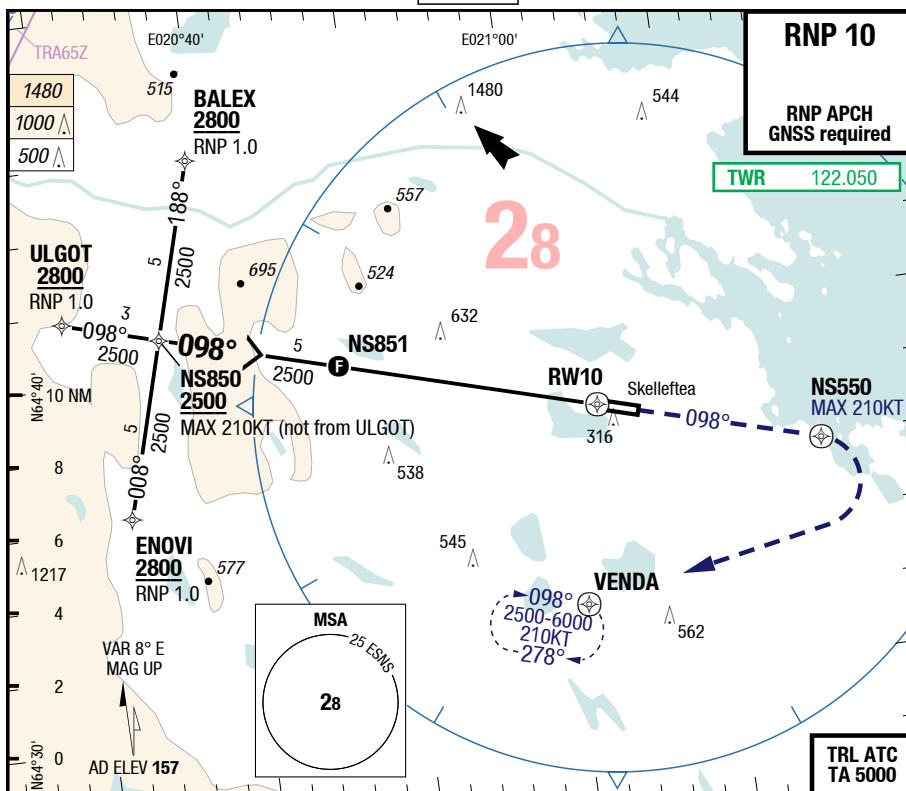 E020°40'
E021°00'
RNP 10
RNP APCH
GNSS required
TWR 122.050
TRA65Z
1480
1000
500
515
BALEX
2800
RNP 1.0
1480
544
188°
557
28
ULGOT
2800
RNP 1.0
5
2500
695
524
3
098°
2500
098°
632
5
2500
NS851
NS850
2500
MAX 210KT (not from ULGOT)
RW10
Skelleftea
316
098°
NS550
MAX 210KT
N64°40'
10 NM
5
2500
008°
538
8
ENOVI
2800
RNP 1.0
577
6
1217
545
VENDA
098°
2500-6000
210KT
278°
562
4
VAR 8° E
MAG UP
MSA
25 ESNS
28
2
AD ELEV 157
0
N64°30'
TRL ATC
TA 5000